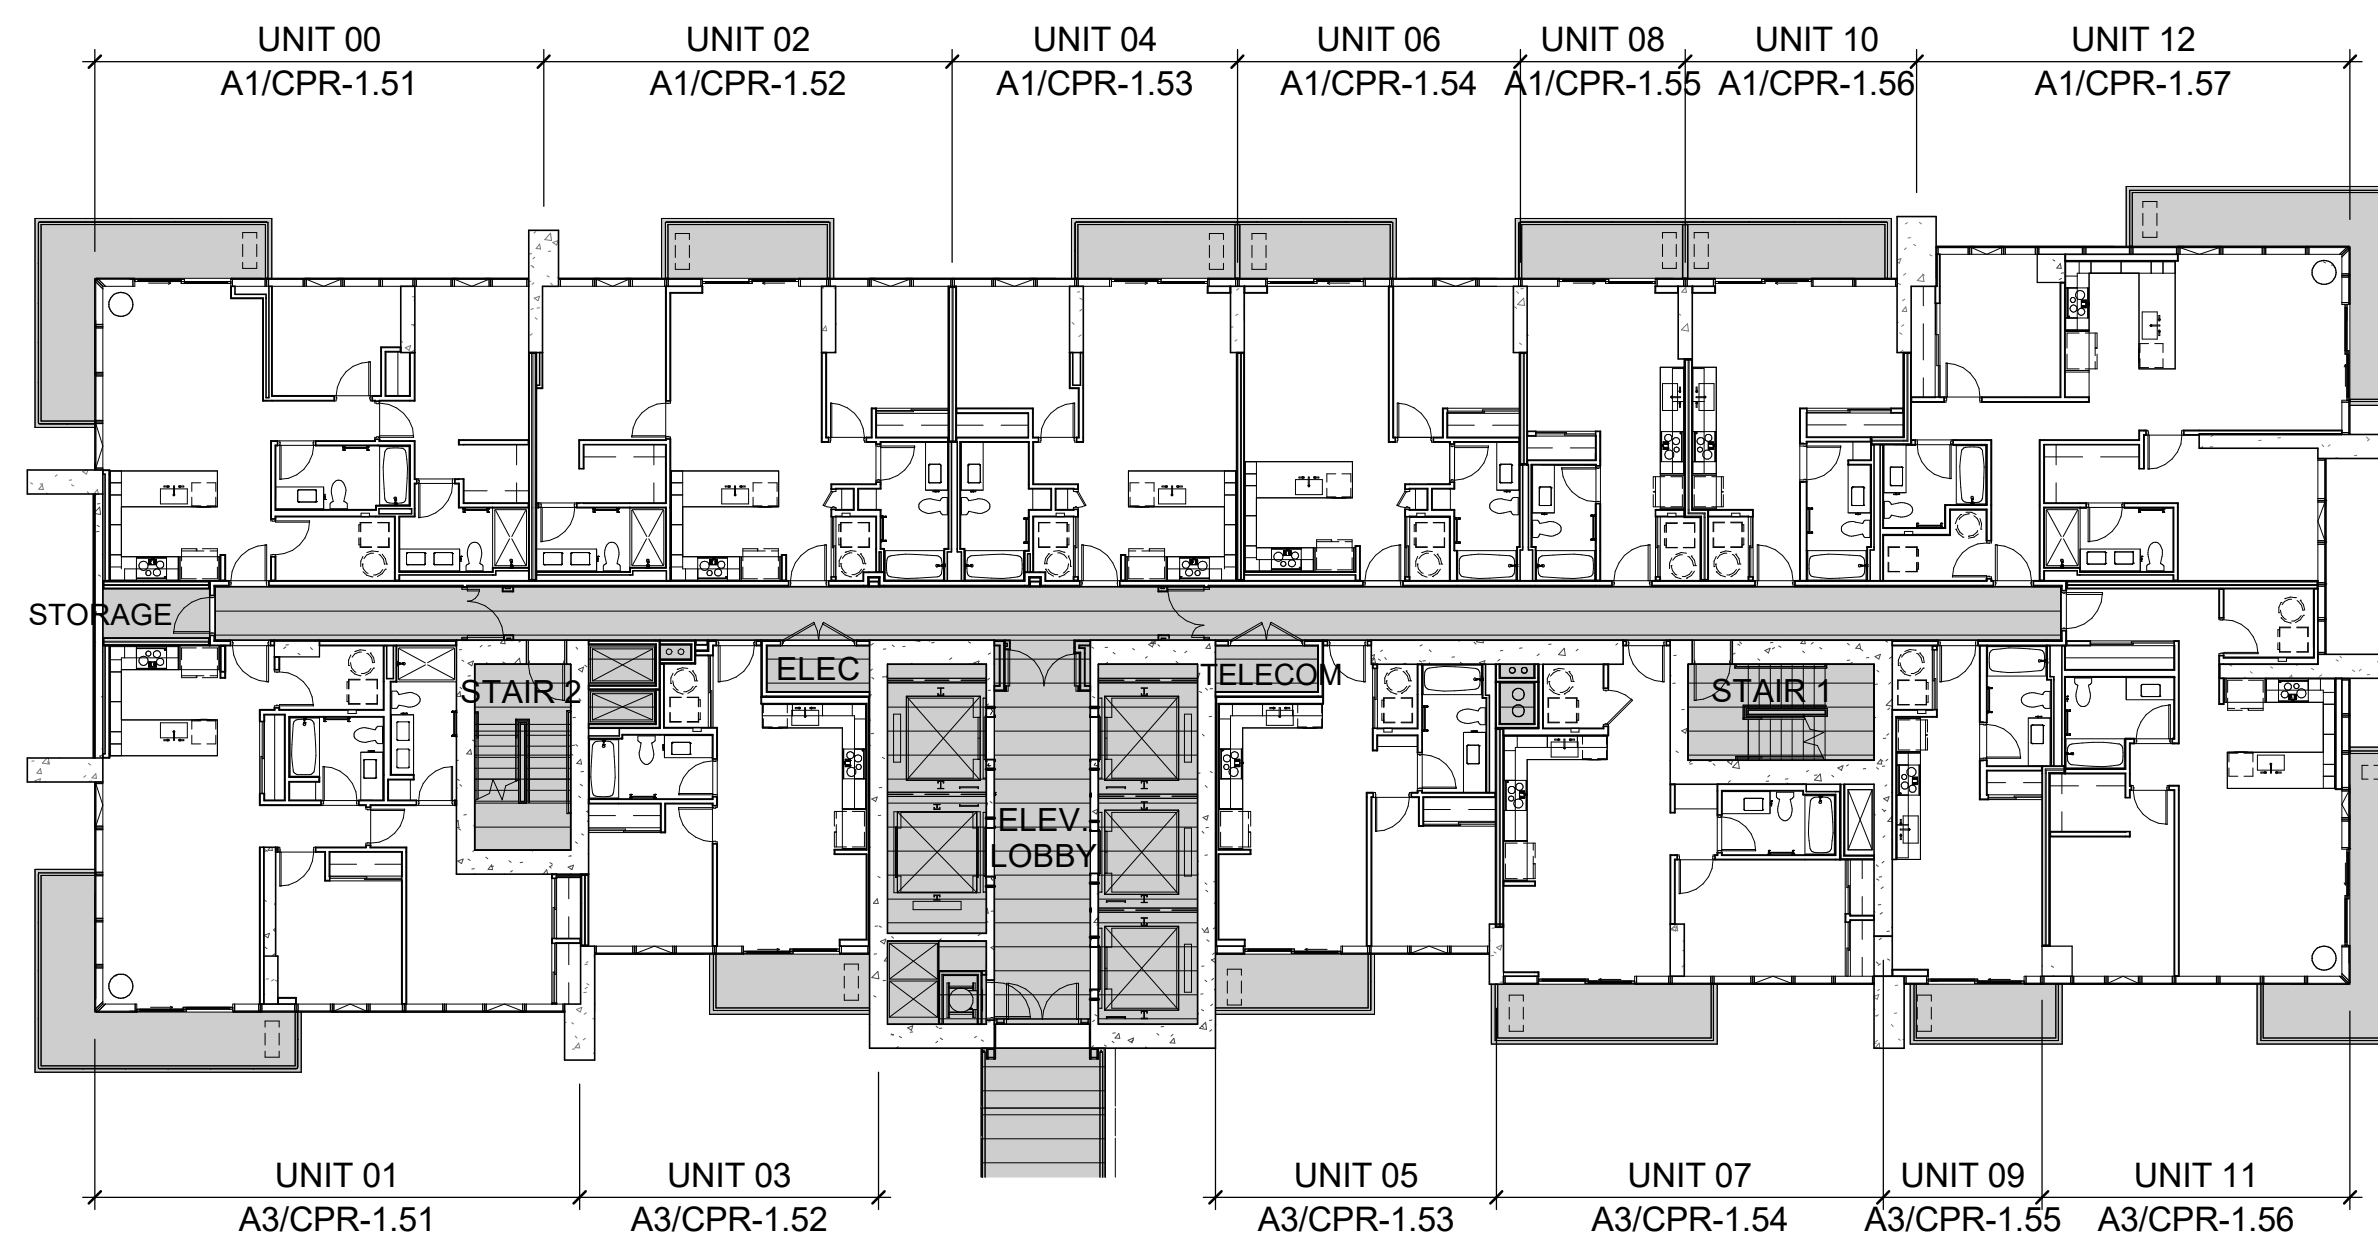 UNIT 00
UNIT 02
UNIT 04
UNIT 06
UNIT 08
UNIT 10
UNIT 12
A1/CPR-1.51
A1/CPR-1.52
A1/CPR-1.53
A1/CPR-1.54
A1/CPR-1.55
A1/CPR-1.56
A1/CPR-1.57
STORAGE
ELEC
TELECOM
STAIR 2
STAIR 1
ELEV.
LOBBY
UNIT 01
UNIT 03
UNIT 05
UNIT 07
UNIT 09
UNIT 11
A3/CPR-1.51
A3/CPR-1.52
A3/CPR-1.53
A3/CPR-1.54
A3/CPR-1.55
A3/CPR-1.56